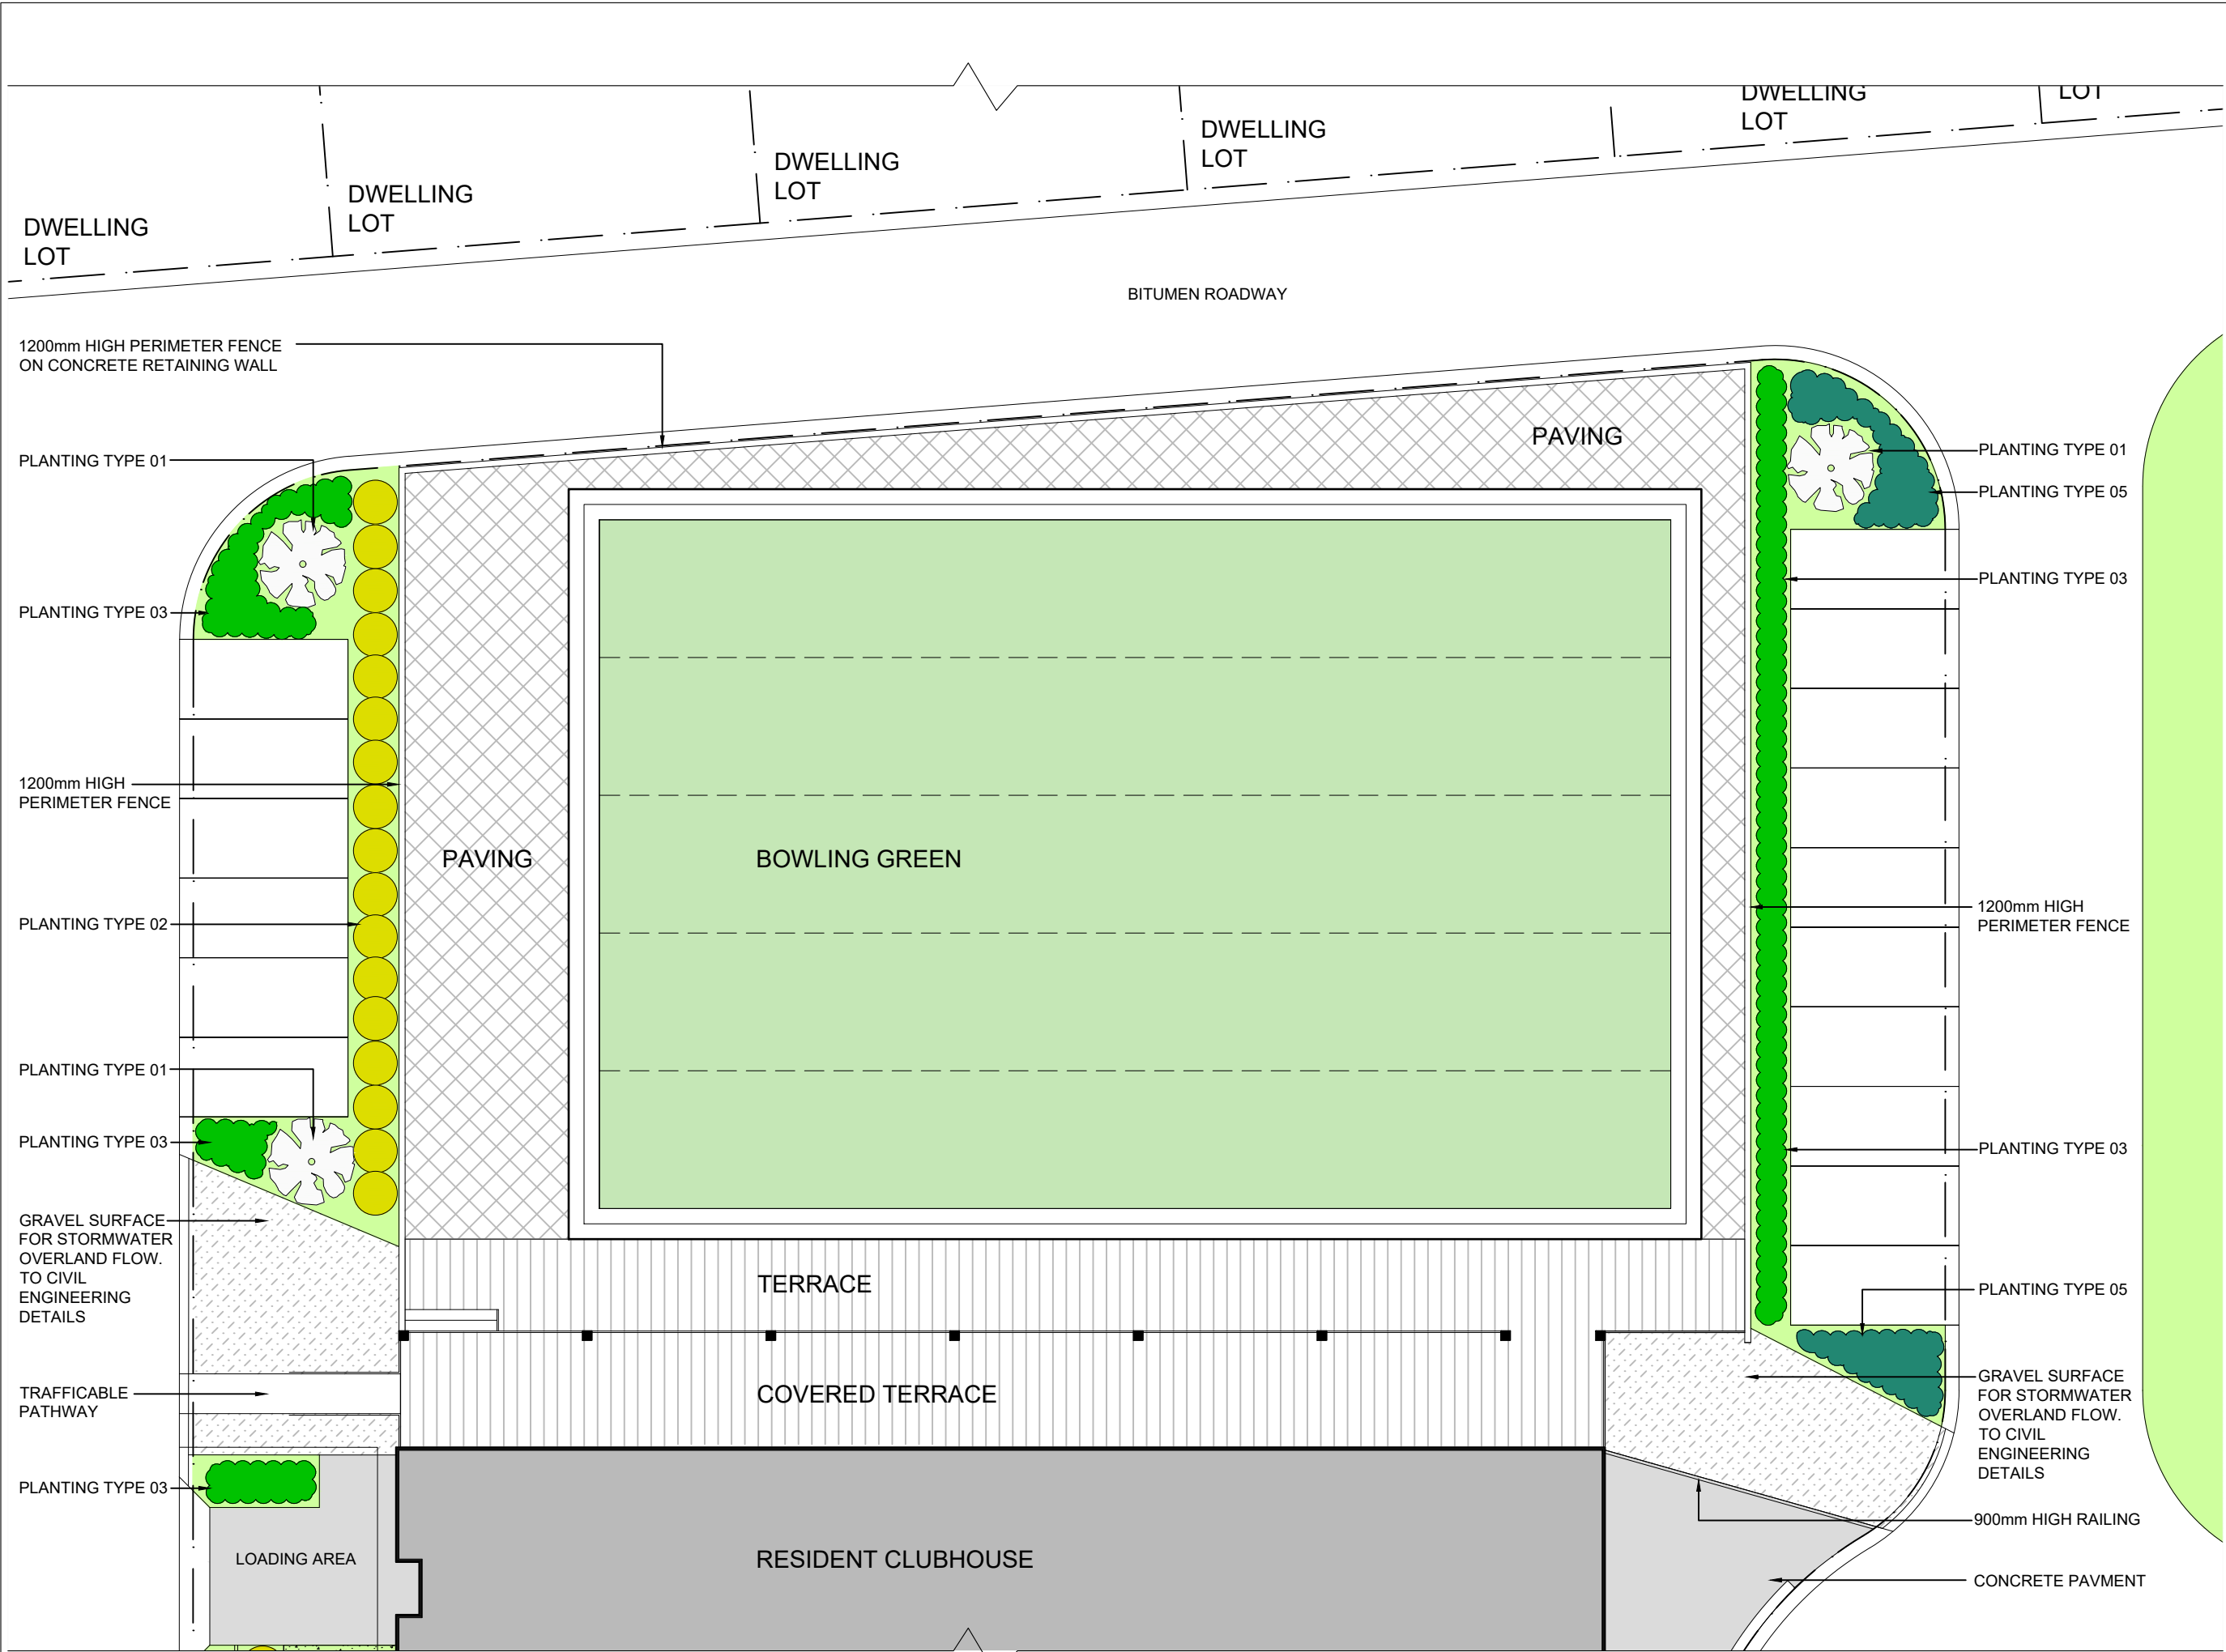 DWELLING
LOT
DWELLING
LOT
DWELLING
LOT
DWELLING
LOT
DWELLING
LOT
LOT
BITUMEN ROADWAY
1200mm HIGH PERIMETER FENCE
ON CONCRETE RETAINING WALL
PLANTING TYPE 01
PLANTING TYPE 03
1200mm HIGH
PERIMETER FENCE
PLANTING TYPE 02
PLANTING TYPE 01
PLANTING TYPE 03
GRAVEL SURFACE
FOR STORMWATER
OVERLAND FLOW.
TO CIVIL
ENGINEERING
DETAILS
TRAFFICABLE
PATHWAY
PLANTING TYPE 03
LOADING AREA
PAVING
PAVING
BOWLING GREEN
TERRACE
COVERED TERRACE
RESIDENT CLUBHOUSE
PLANTING TYPE 01
PLANTING TYPE 05
PLANTING TYPE 03
1200mm HIGH
PERIMETER FENCE
PLANTING TYPE 03
PLANTING TYPE 05
GRAVEL SURFACE
FOR STORMWATER
OVERLAND FLOW.
TO CIVIL
ENGINEERING
DETAILS
900mm HIGH RAILING
CONCRETE PAVMENT